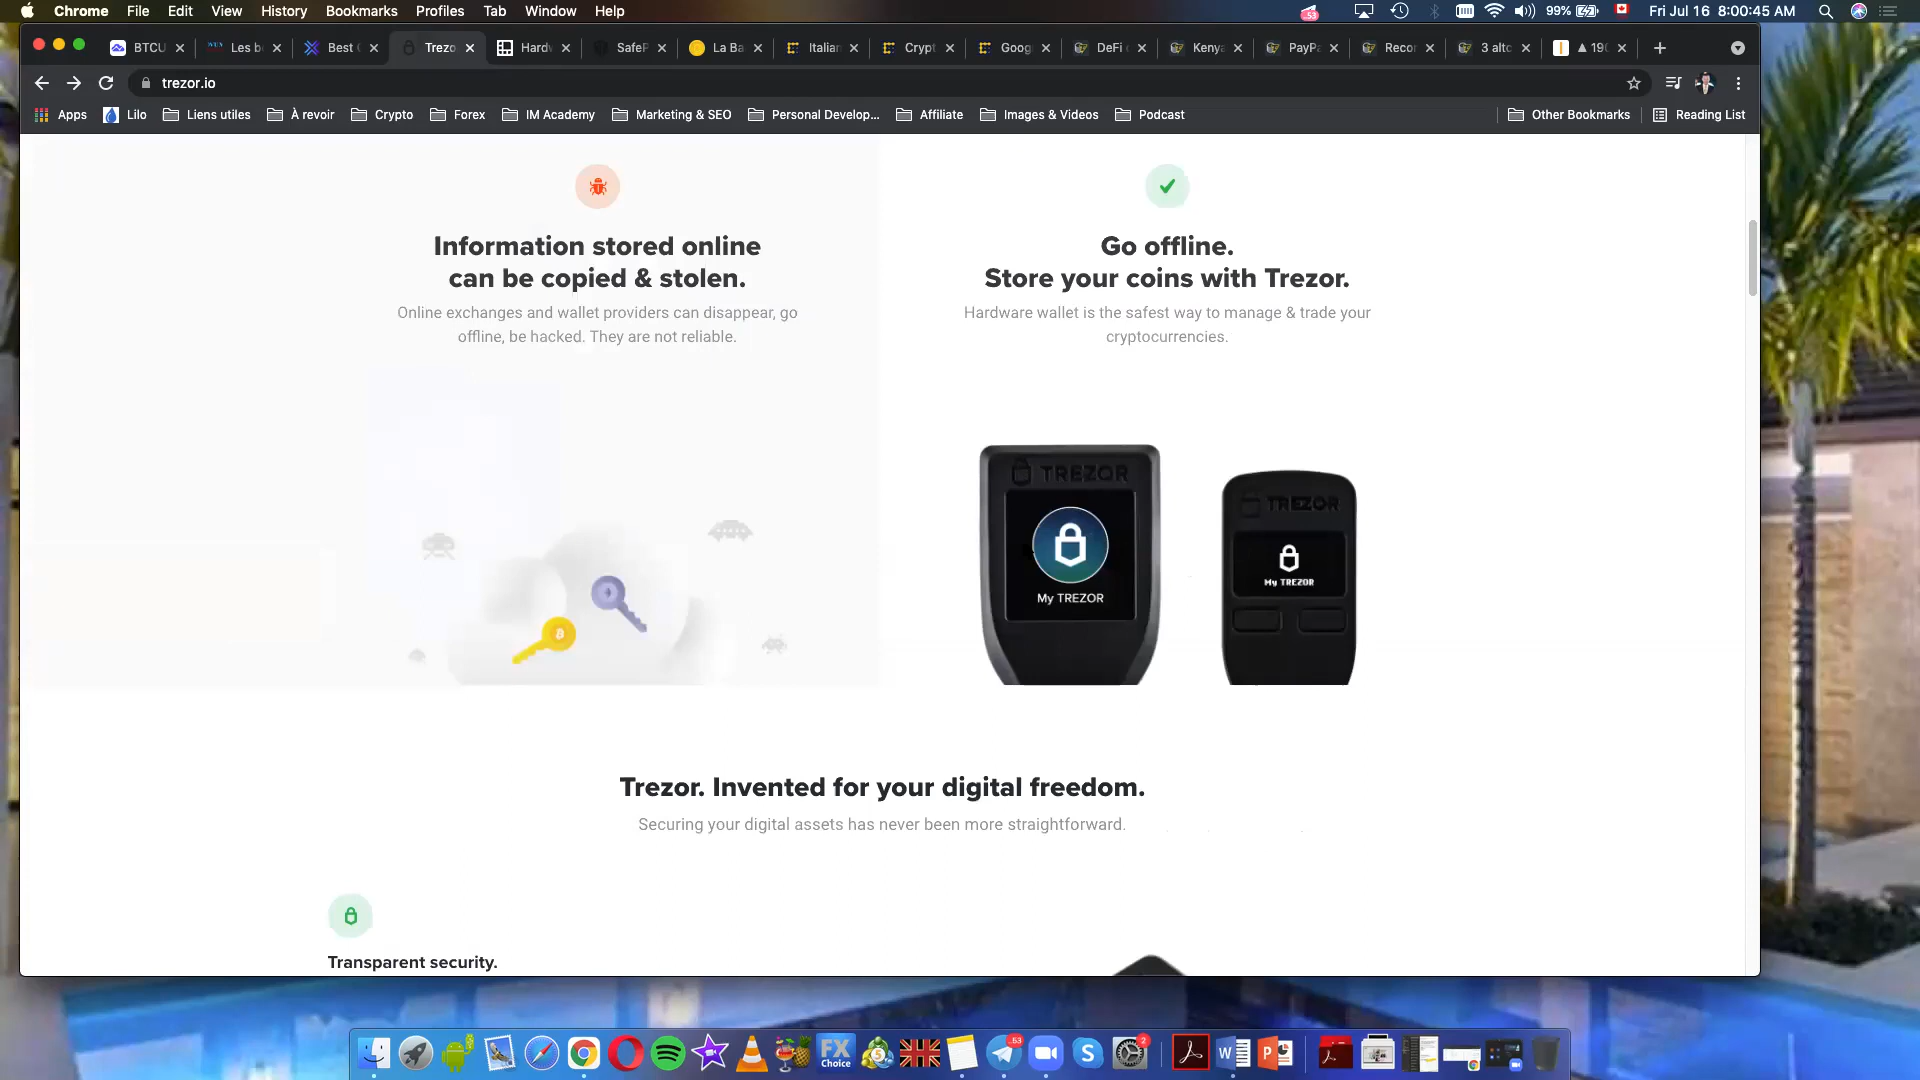 Chrome File Edit View History Bookmarks Profiles Tab Window Help
53
99%
Fri Jul 16 8:00:45 AM
BTCU
Les b
Best
Trezo
Hard
SafeP
La Ba
Italian
Crypt
Goog
DeFi
Kenya
PayPa
Recor
3 altc
trezor.io
Apps Lilo Liens utiles À revoir Crypto Forex IM Academy Marketing & SEO Personal Develop... Affiliate Images & Videos Podcast Other Bookmarks Reading List
Information stored online
can be copied & stolen.
Online exchanges and wallet providers can disappear, go
offline, be hacked. They are not reliable.
Go offline.
Store your coins with Trezor.
Hardware wallet is the safest way to manage & trade your
cryptocurrencies.
TREZOR
My TREZOR
TREZOR
My TREZOR
Trezor. Invented for your digital freedom.
Securing your digital assets has never been more straightforward.
Transparent security.
FX
Choice
5
53
2